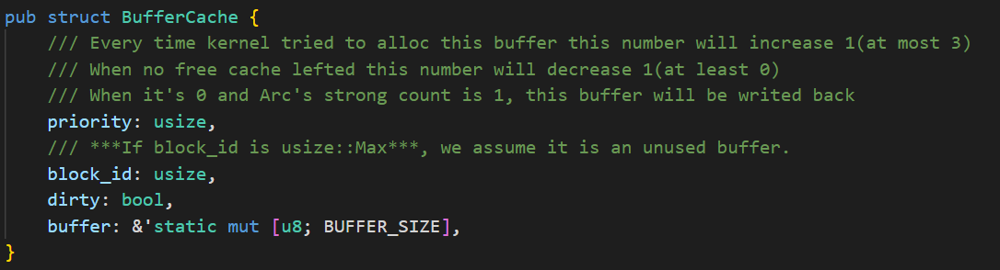 pub struct BufferCache {
/// Every time kernel tried to alloc this buffer this number will increase 1(at most 3)
/// When no free cache lefted this number will decrease 1(at least 0)
/// When it's 0 and Arc's strong count is 1, this buffer will be writed back
priority: usize,
/// ***If block_id is usize::Max***, we assume it is an unused buffer.
block_id: usize,
dirty: bool,
buffer: &'static mut [u8; BUFFER_SIZE],
}